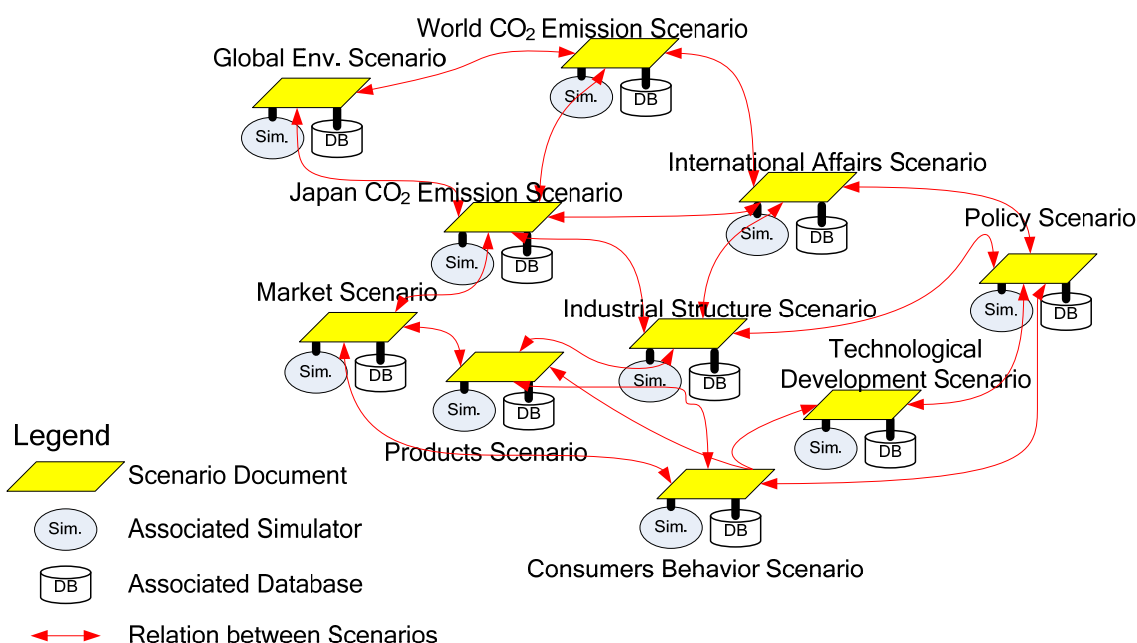 World CO2 Emission Scenario
Global Env. Scenario
Sim.
DB
Sim.
DB
International Affairs Scenario
Japan CO2 Emission Scenario
Policy Scenario
Sim.
DB
Sim.
DB
Market Scenario
Industrial Structure Scenario
Sim.
DB
Technological
Development Scenario
Sim.
DB
Sim.
DB
Sim.
DB
Sim.
DB
Legend
Products Scenario
Scenario Document
Sim.
DB
Sim.
Associated Simulator
Consumers Behavior Scenario
DB
Associated Database
Relation between Scenarios